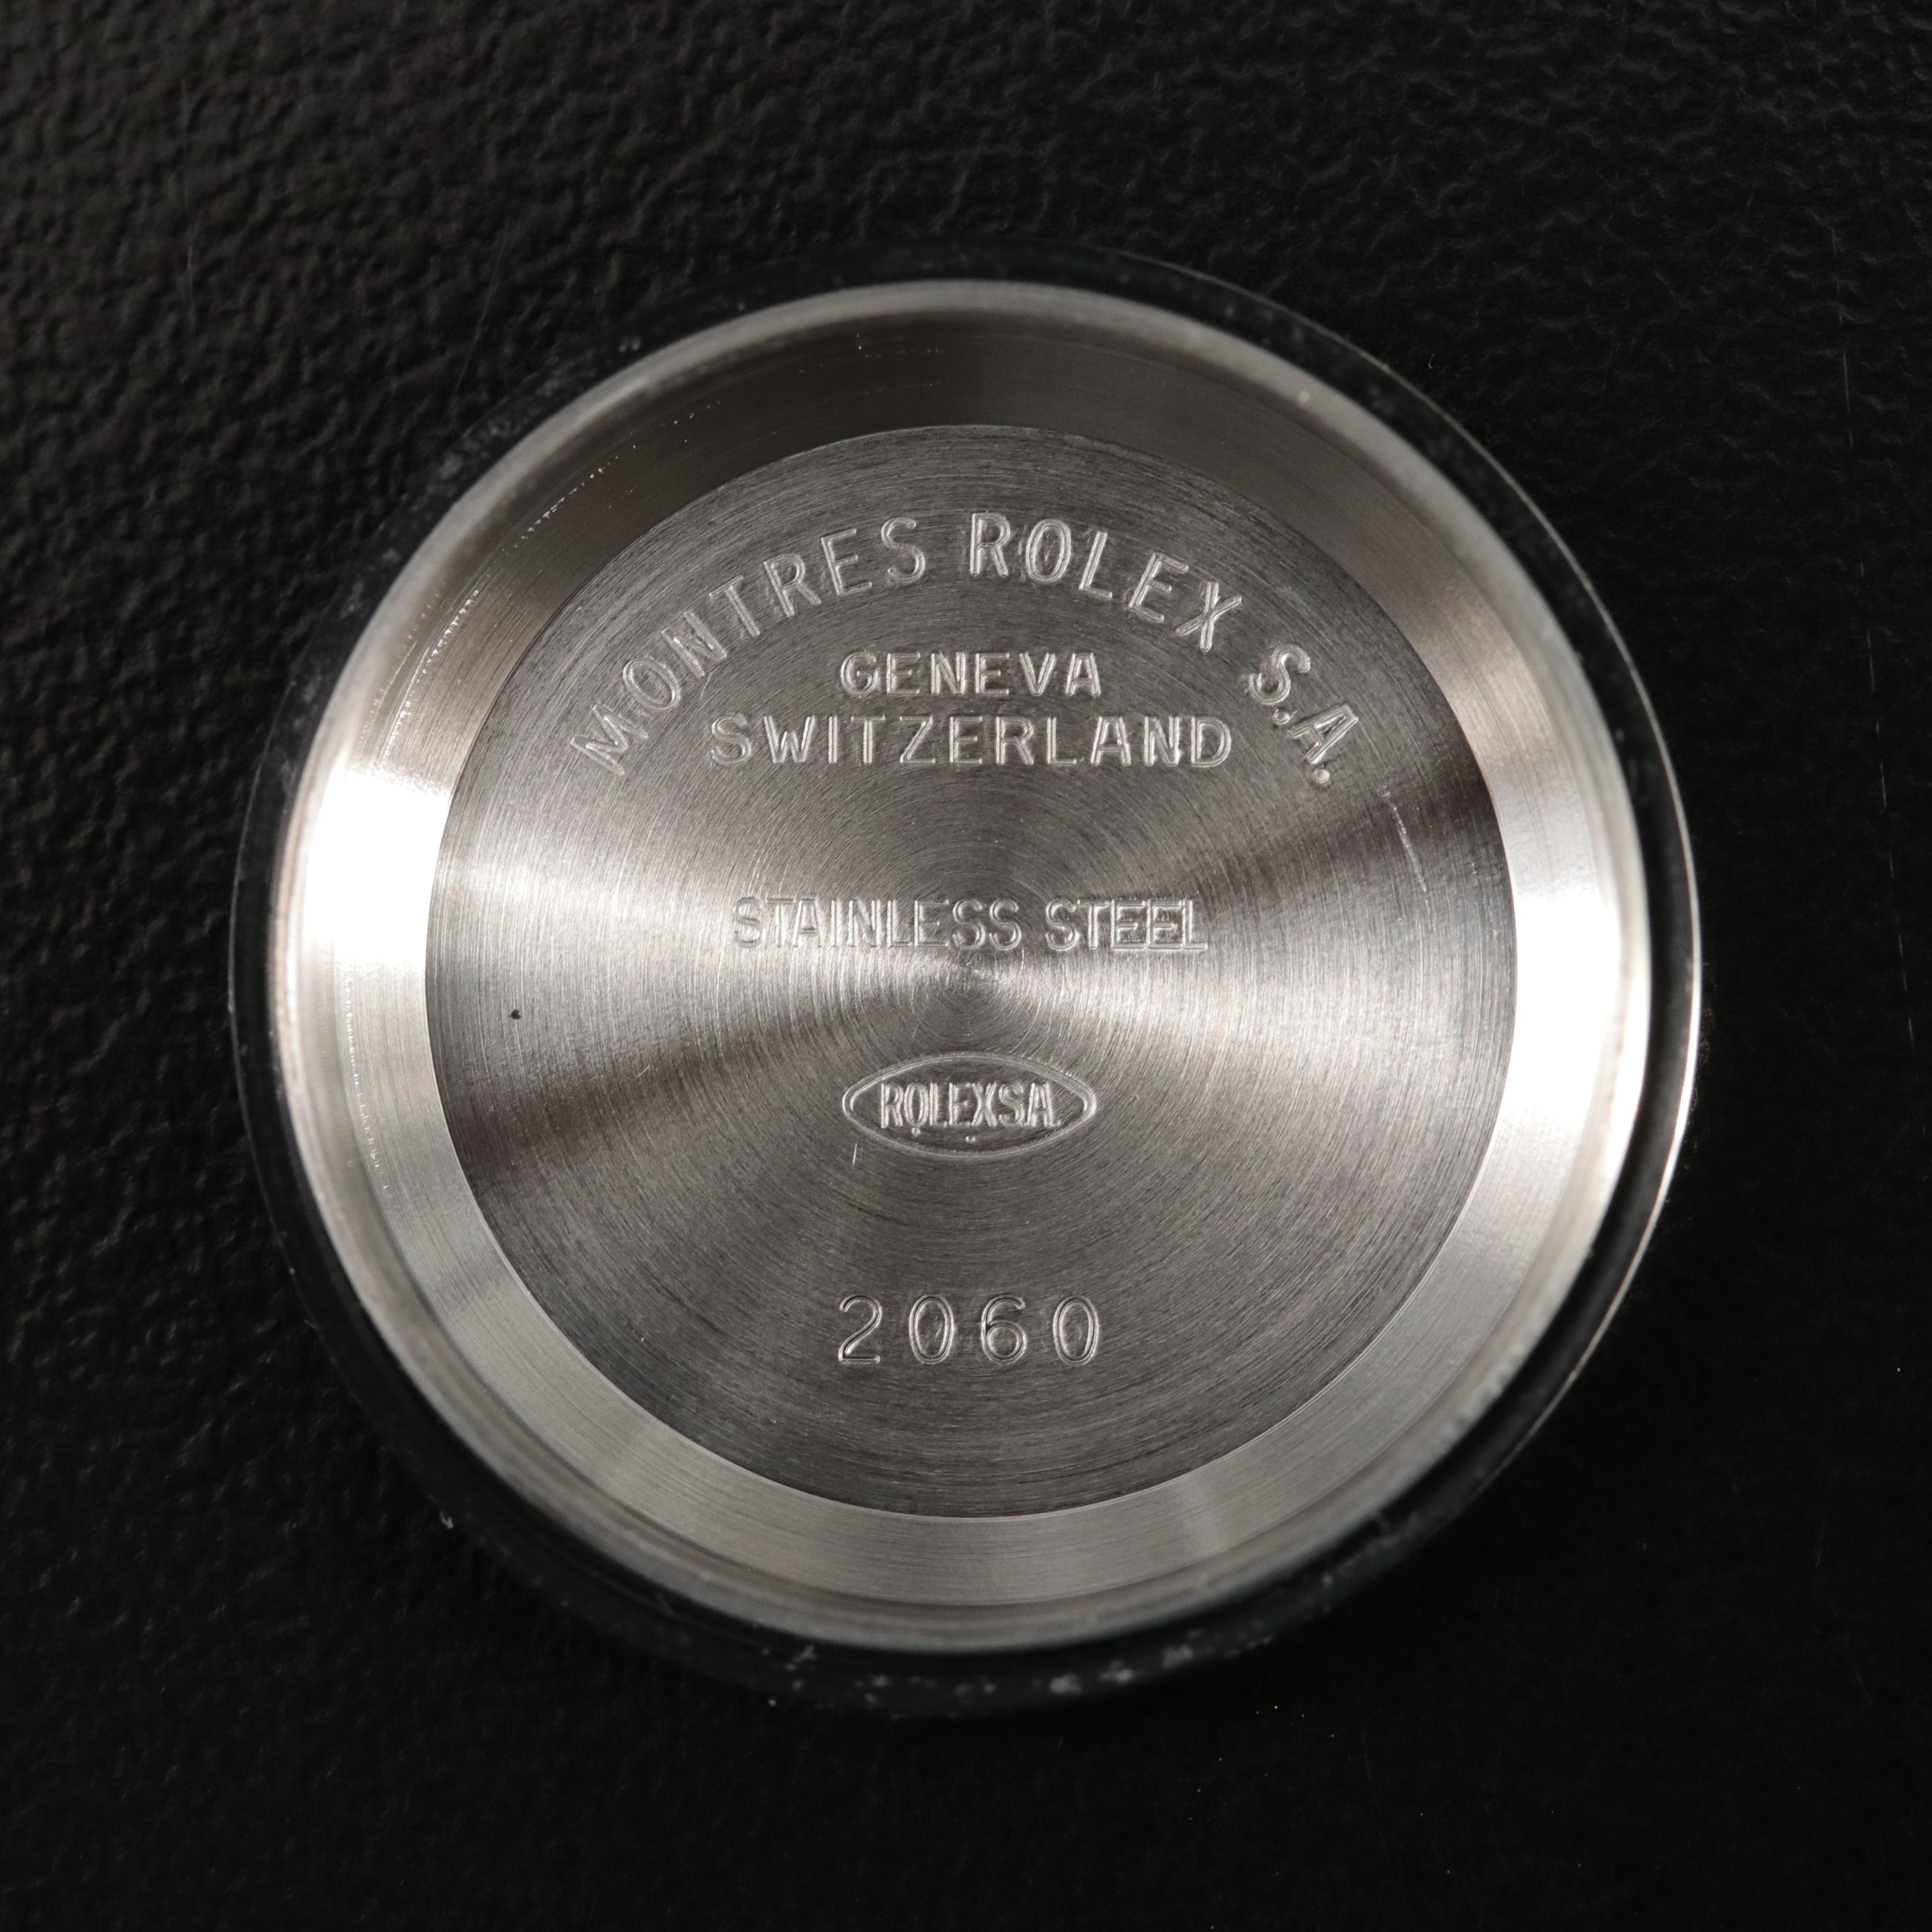 MONTRES ROLEX S.A.
GENEVA
SWITZERLAND
STAINLESS STEEL
ROLEXSA
2060